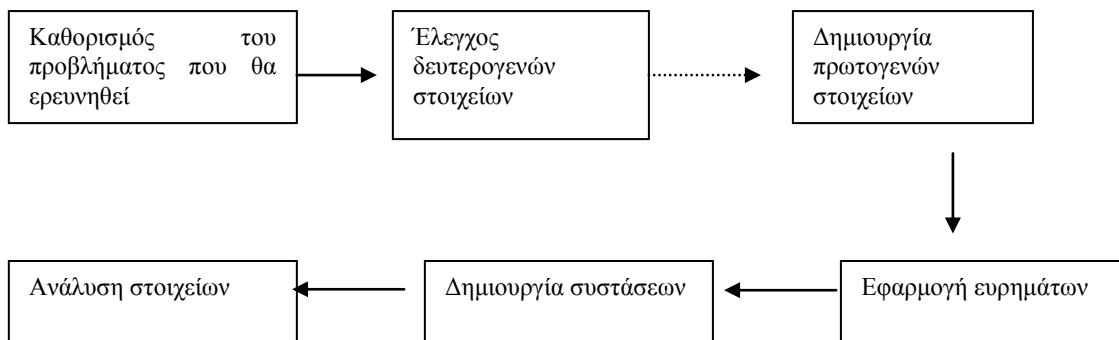 Καθορισμός του
προβλήματος που θα
ερευνηθεί
Έλεγχος
δευτερογενών
στοιχείων
Δημιουργία
πρωτογενών
στοιχείων
Ανάλυση στοιχείων
Δημιουργία συστάσεων
Εφαρμογή ευρημάτων